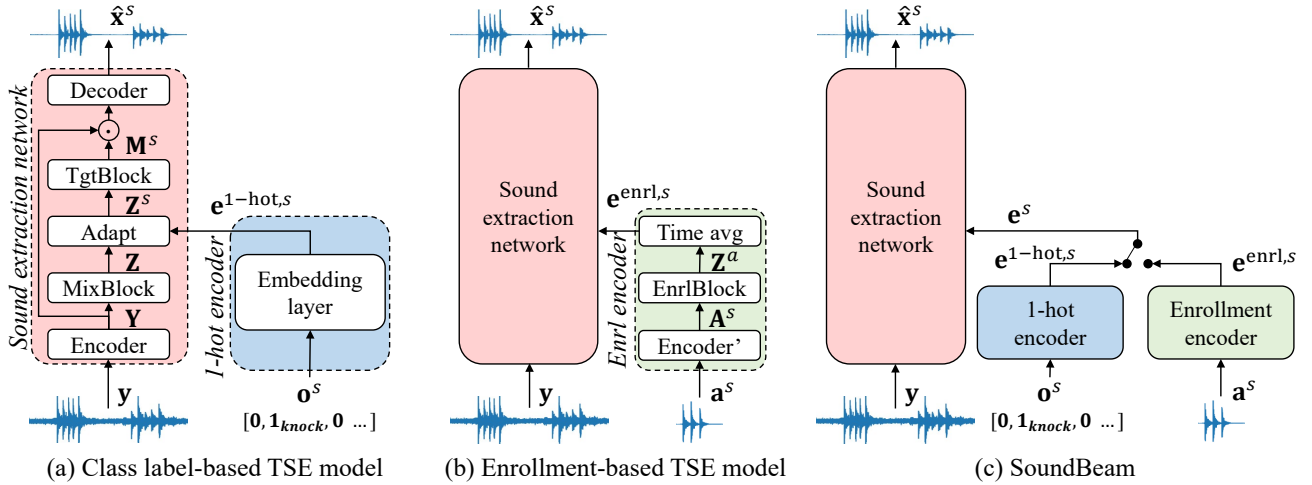 x̂^s
Decoder
⊙
M^s
TgtBlock
Z^s
Adapt
Z
MixBlock
Y
Encoder
y
Sound extraction network
e^{1−hot,s}
1-hot encoder
Embedding
layer
o^s
[0, 1_knock, 0 …]
(a) Class label-based TSE model
x̂^s
Sound
extraction
network
y
e^{enrl,s}
Enrl encoder
Time avg
Z^a
EnrlBlock
A^s
Encoder’
a^s
(b) Enrollment-based TSE model
x̂^s
Sound
extraction
network
y
e^s
e^{1−hot,s}
e^{enrl,s}
1-hot
encoder
Enrollment
encoder
o^s
a^s
[0, 1_knock, 0 …]
(c) SoundBeam